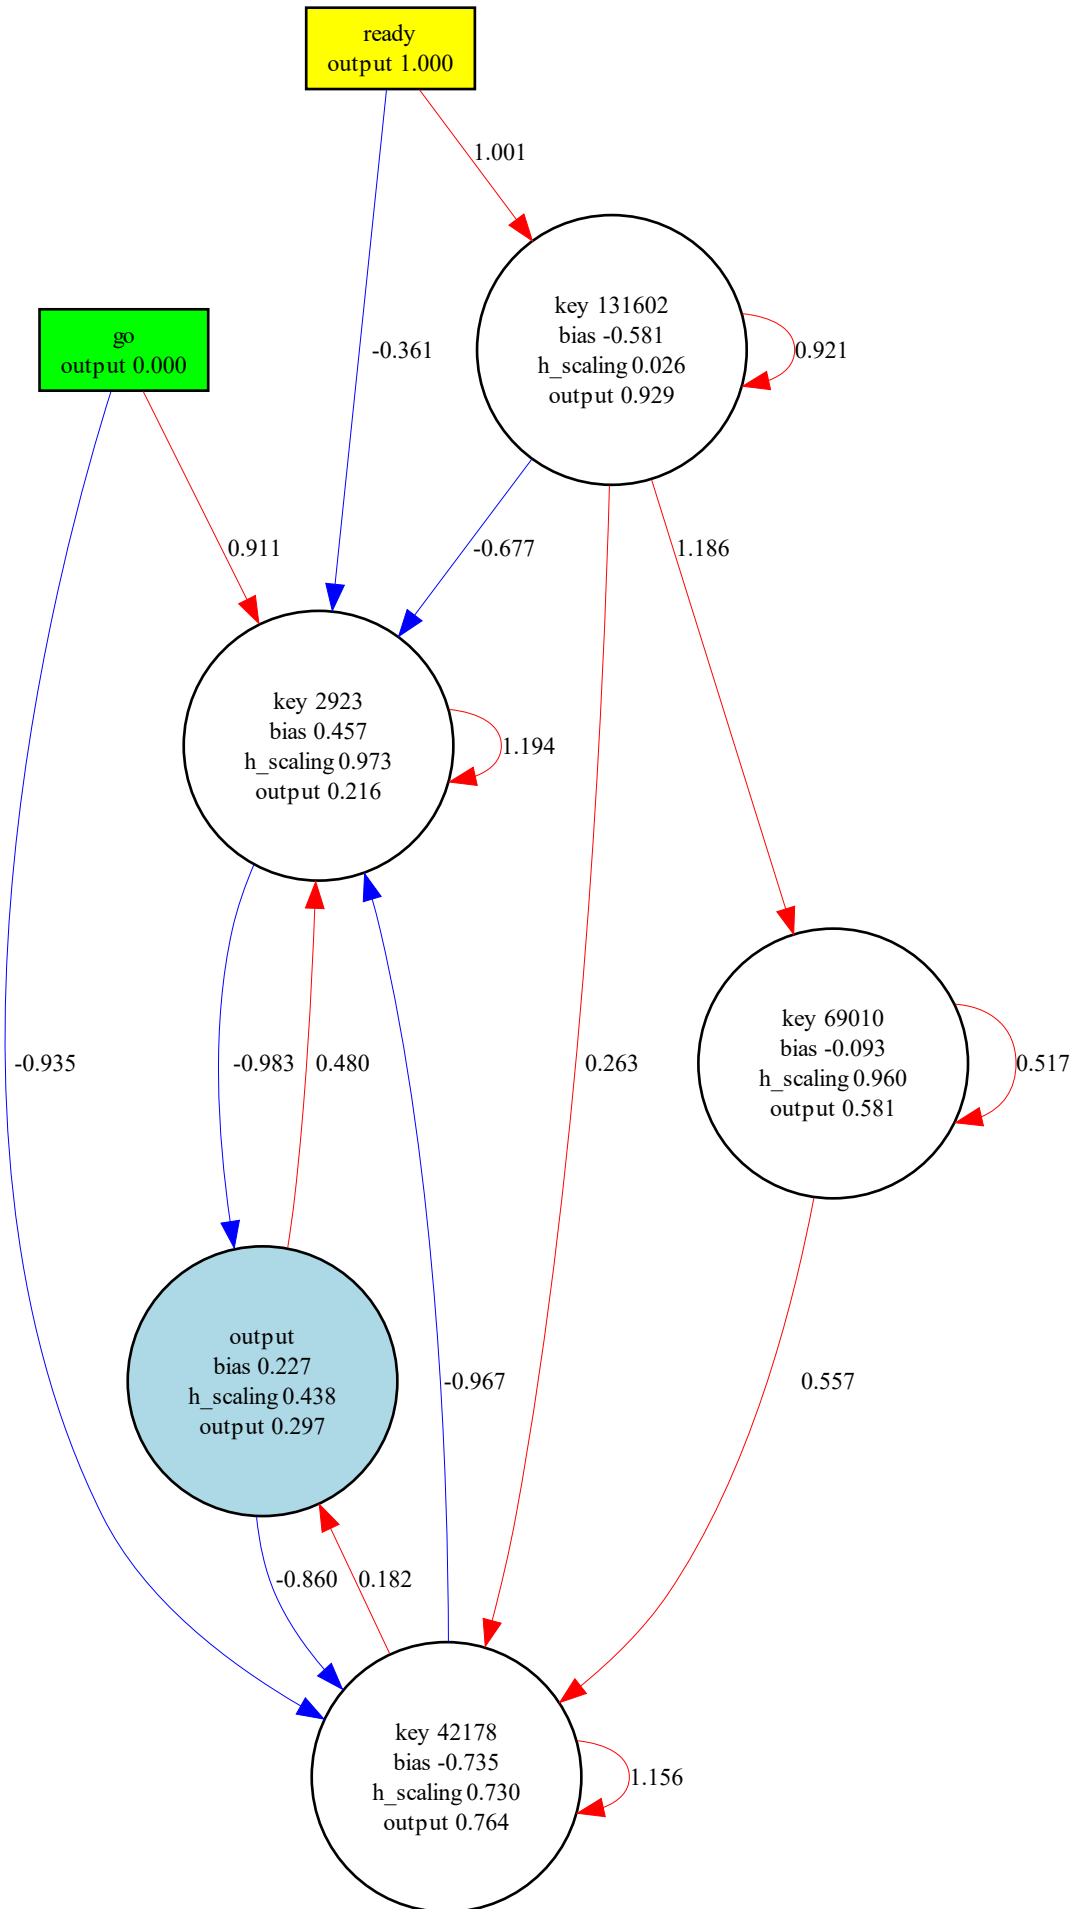 ready
output 1.000
1.001
key 131602
bias -0.581
h_scaling 0.026
output 0.929
0.921
go
output 0.000
-0.361
0.911
-0.677
1.186
key 2923
bias 0.457
h_scaling 0.973
output 0.216
1.194
key 69010
bias -0.093
h_scaling 0.960
output 0.581
0.517
-0.935
-0.983
0.480
0.263
output
bias 0.227
h_scaling 0.438
output 0.297
-0.967
0.557
-0.860
0.182
key 42178
bias -0.735
h_scaling 0.730
output 0.764
1.156